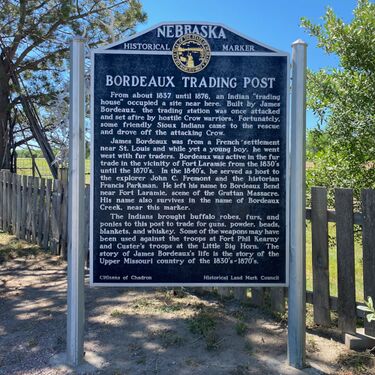 NEBRASKA
HISTORICAL MARKER
BORDEAUX TRADING POST
From about 1837 until 1876, an Indian "trading
house" occupied a site near here. Built by James
Bordeaux, the trading station was once attacked
and set afire by hostile Crow warriors. Fortunately,
some friendly Sioux Indians came to the rescue
and drove off the attacking Crow.
James Bordeaux was from a French settlement
near St. Louis and while yet a young boy, he went
west with fur traders. Bordeaux was active in the fur
trade in the vicinity of Fort Laramie from the 1830's
until the 1870's. In the 1840's, he served as host to
the explorer John C. Fremont and the historian
Francis Parkman. He left his name to Bordeaux Bend
near Fort Laramie, scene of the Grattan Massacre.
His name also survives in the name of Bordeaux
Creek, near this marker.
The Indians brought buffalo robes, furs, and
ponies to this post to trade for guns, powder, beads,
blankets, and whiskey. Some of the weapons may have
been used against the troops at Fort Phil Kearny
and Custer's troops at the Little Big Horn. The
story of James Bordeaux's life is the story of the
Upper Missouri country of the 1830's-1870's.
Citizens of Chadron Historical Land Mark Council